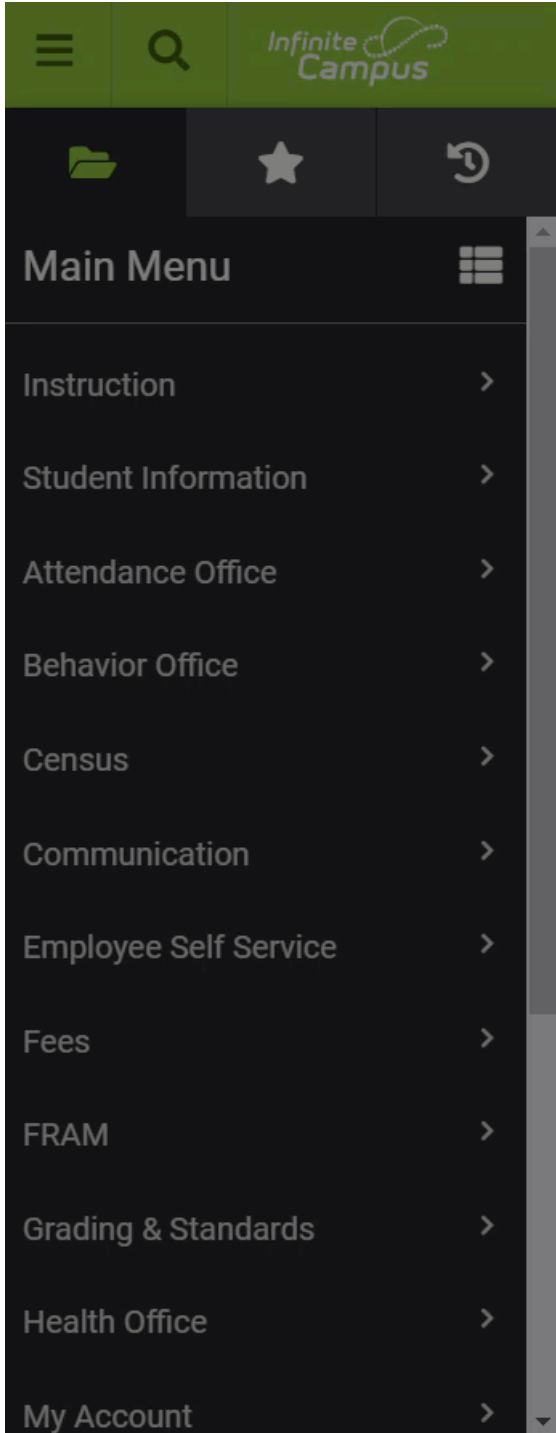 Infinite
Campus
Main Menu
Instruction
Student Information
Attendance Office
Behavior Office
Census
Communication
Employee Self Service
Fees
FRAM
Grading & Standards
Health Office
My Account